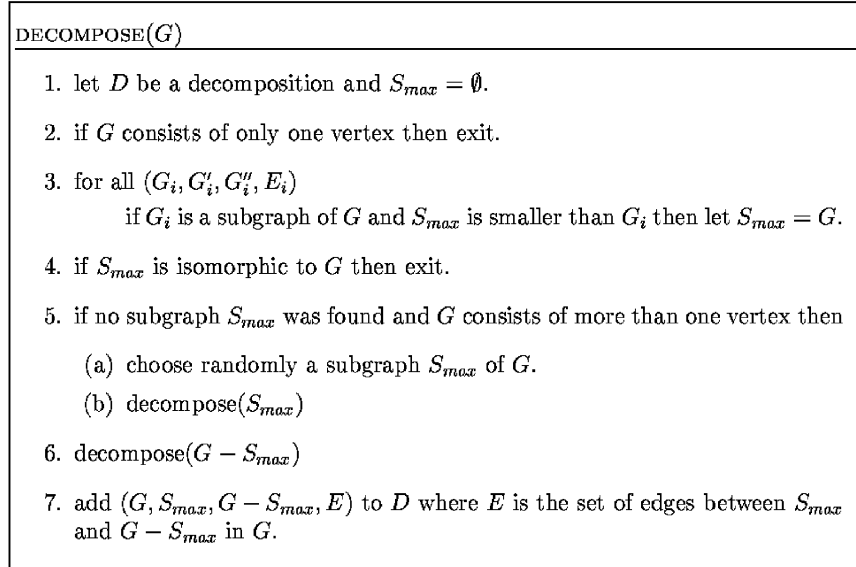 DECOMPOSE(G)
1. let D be a decomposition and S_max = ∅.
2. if G consists of only one vertex then exit.
3. for all (G_i, G'_i, G''_i, E_i)
if G_i is a subgraph of G and S_max is smaller than G_i then let S_max = G.
4. if S_max is isomorphic to G then exit.
5. if no subgraph S_max was found and G consists of more than one vertex then
(a) choose randomly a subgraph S_max of G.
(b) decompose(S_max)
6. decompose(G − S_max)
7. add (G, S_max, G − S_max, E) to D where E is the set of edges between S_max
and G − S_max in G.